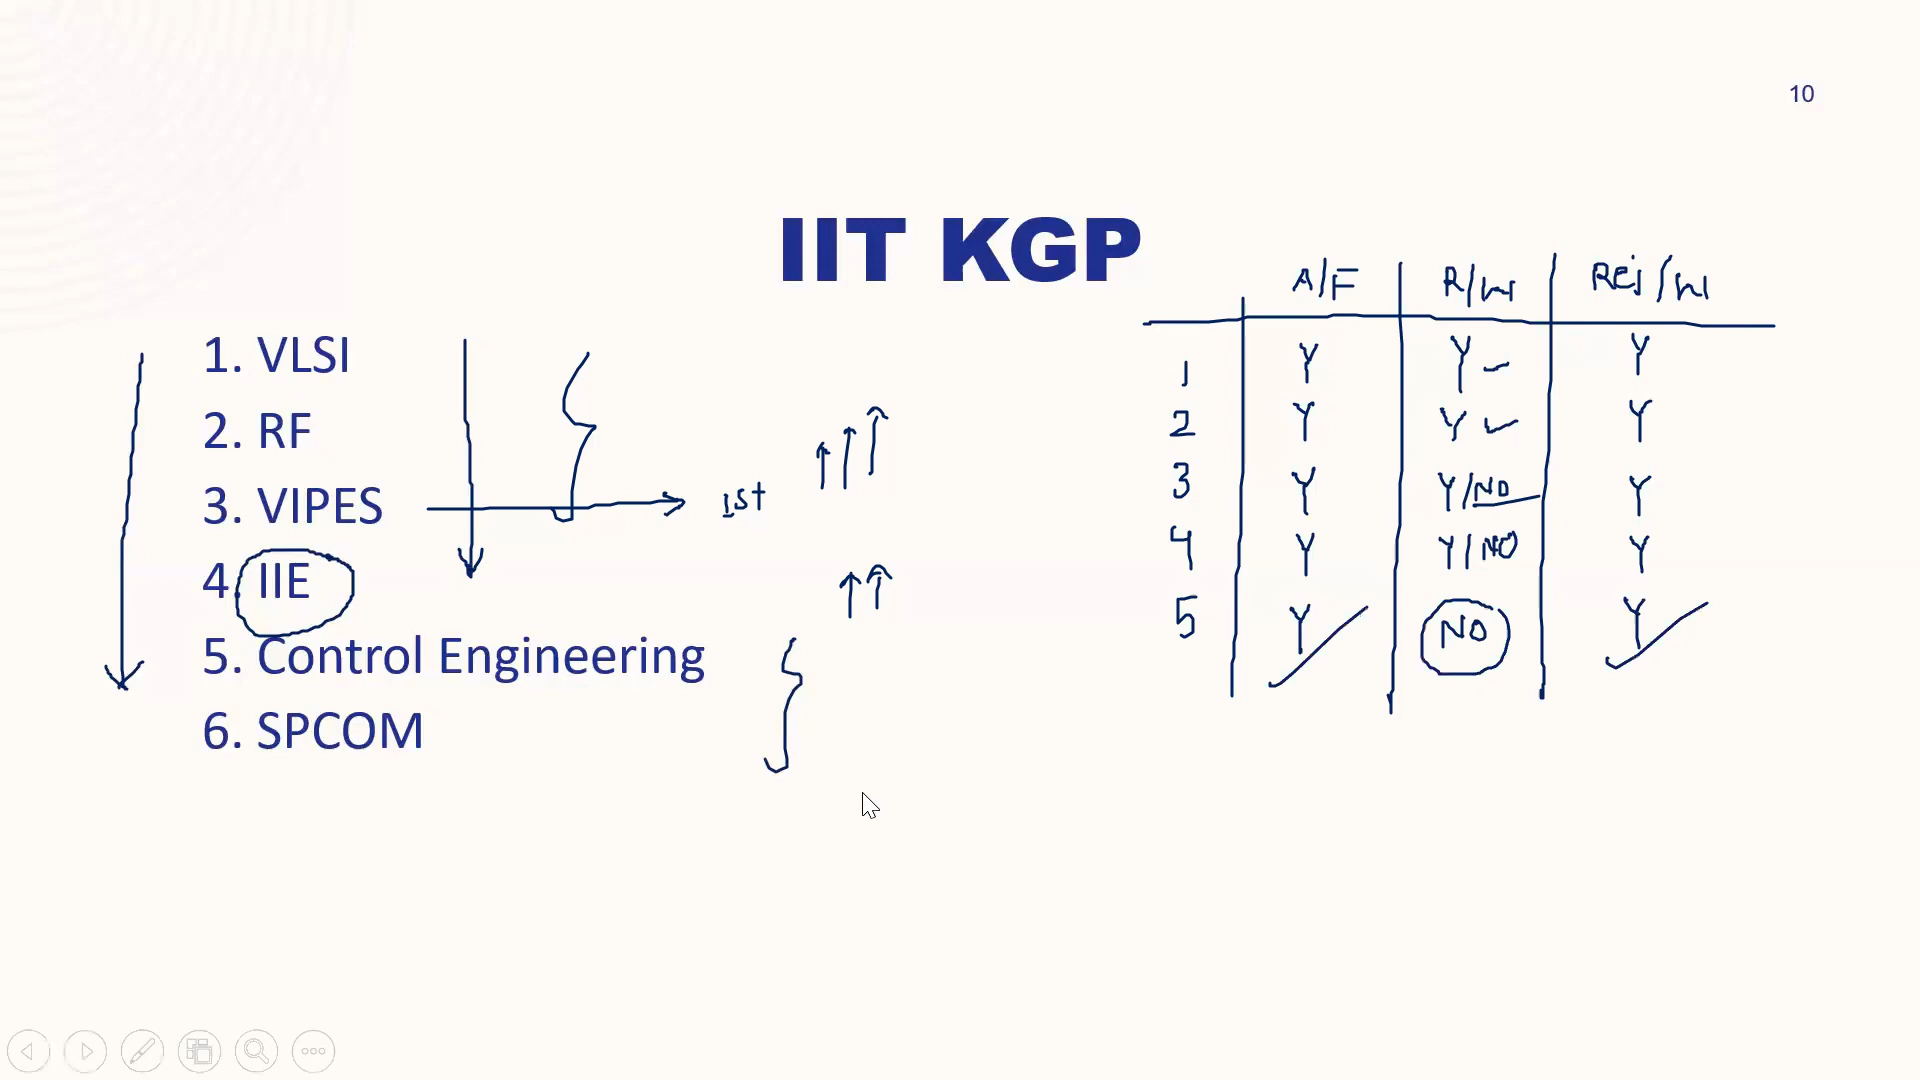 10
IIT KGP
1. VLSI
2. RF
3. VIPES
4. IIE
5. Control Engineering
6. SPCOM
1st
A/F R/W Rej/W
1 Y Y Y
2 Y Y Y
3 Y Y/NO Y
4 Y Y/NO Y
5 Y NO Y